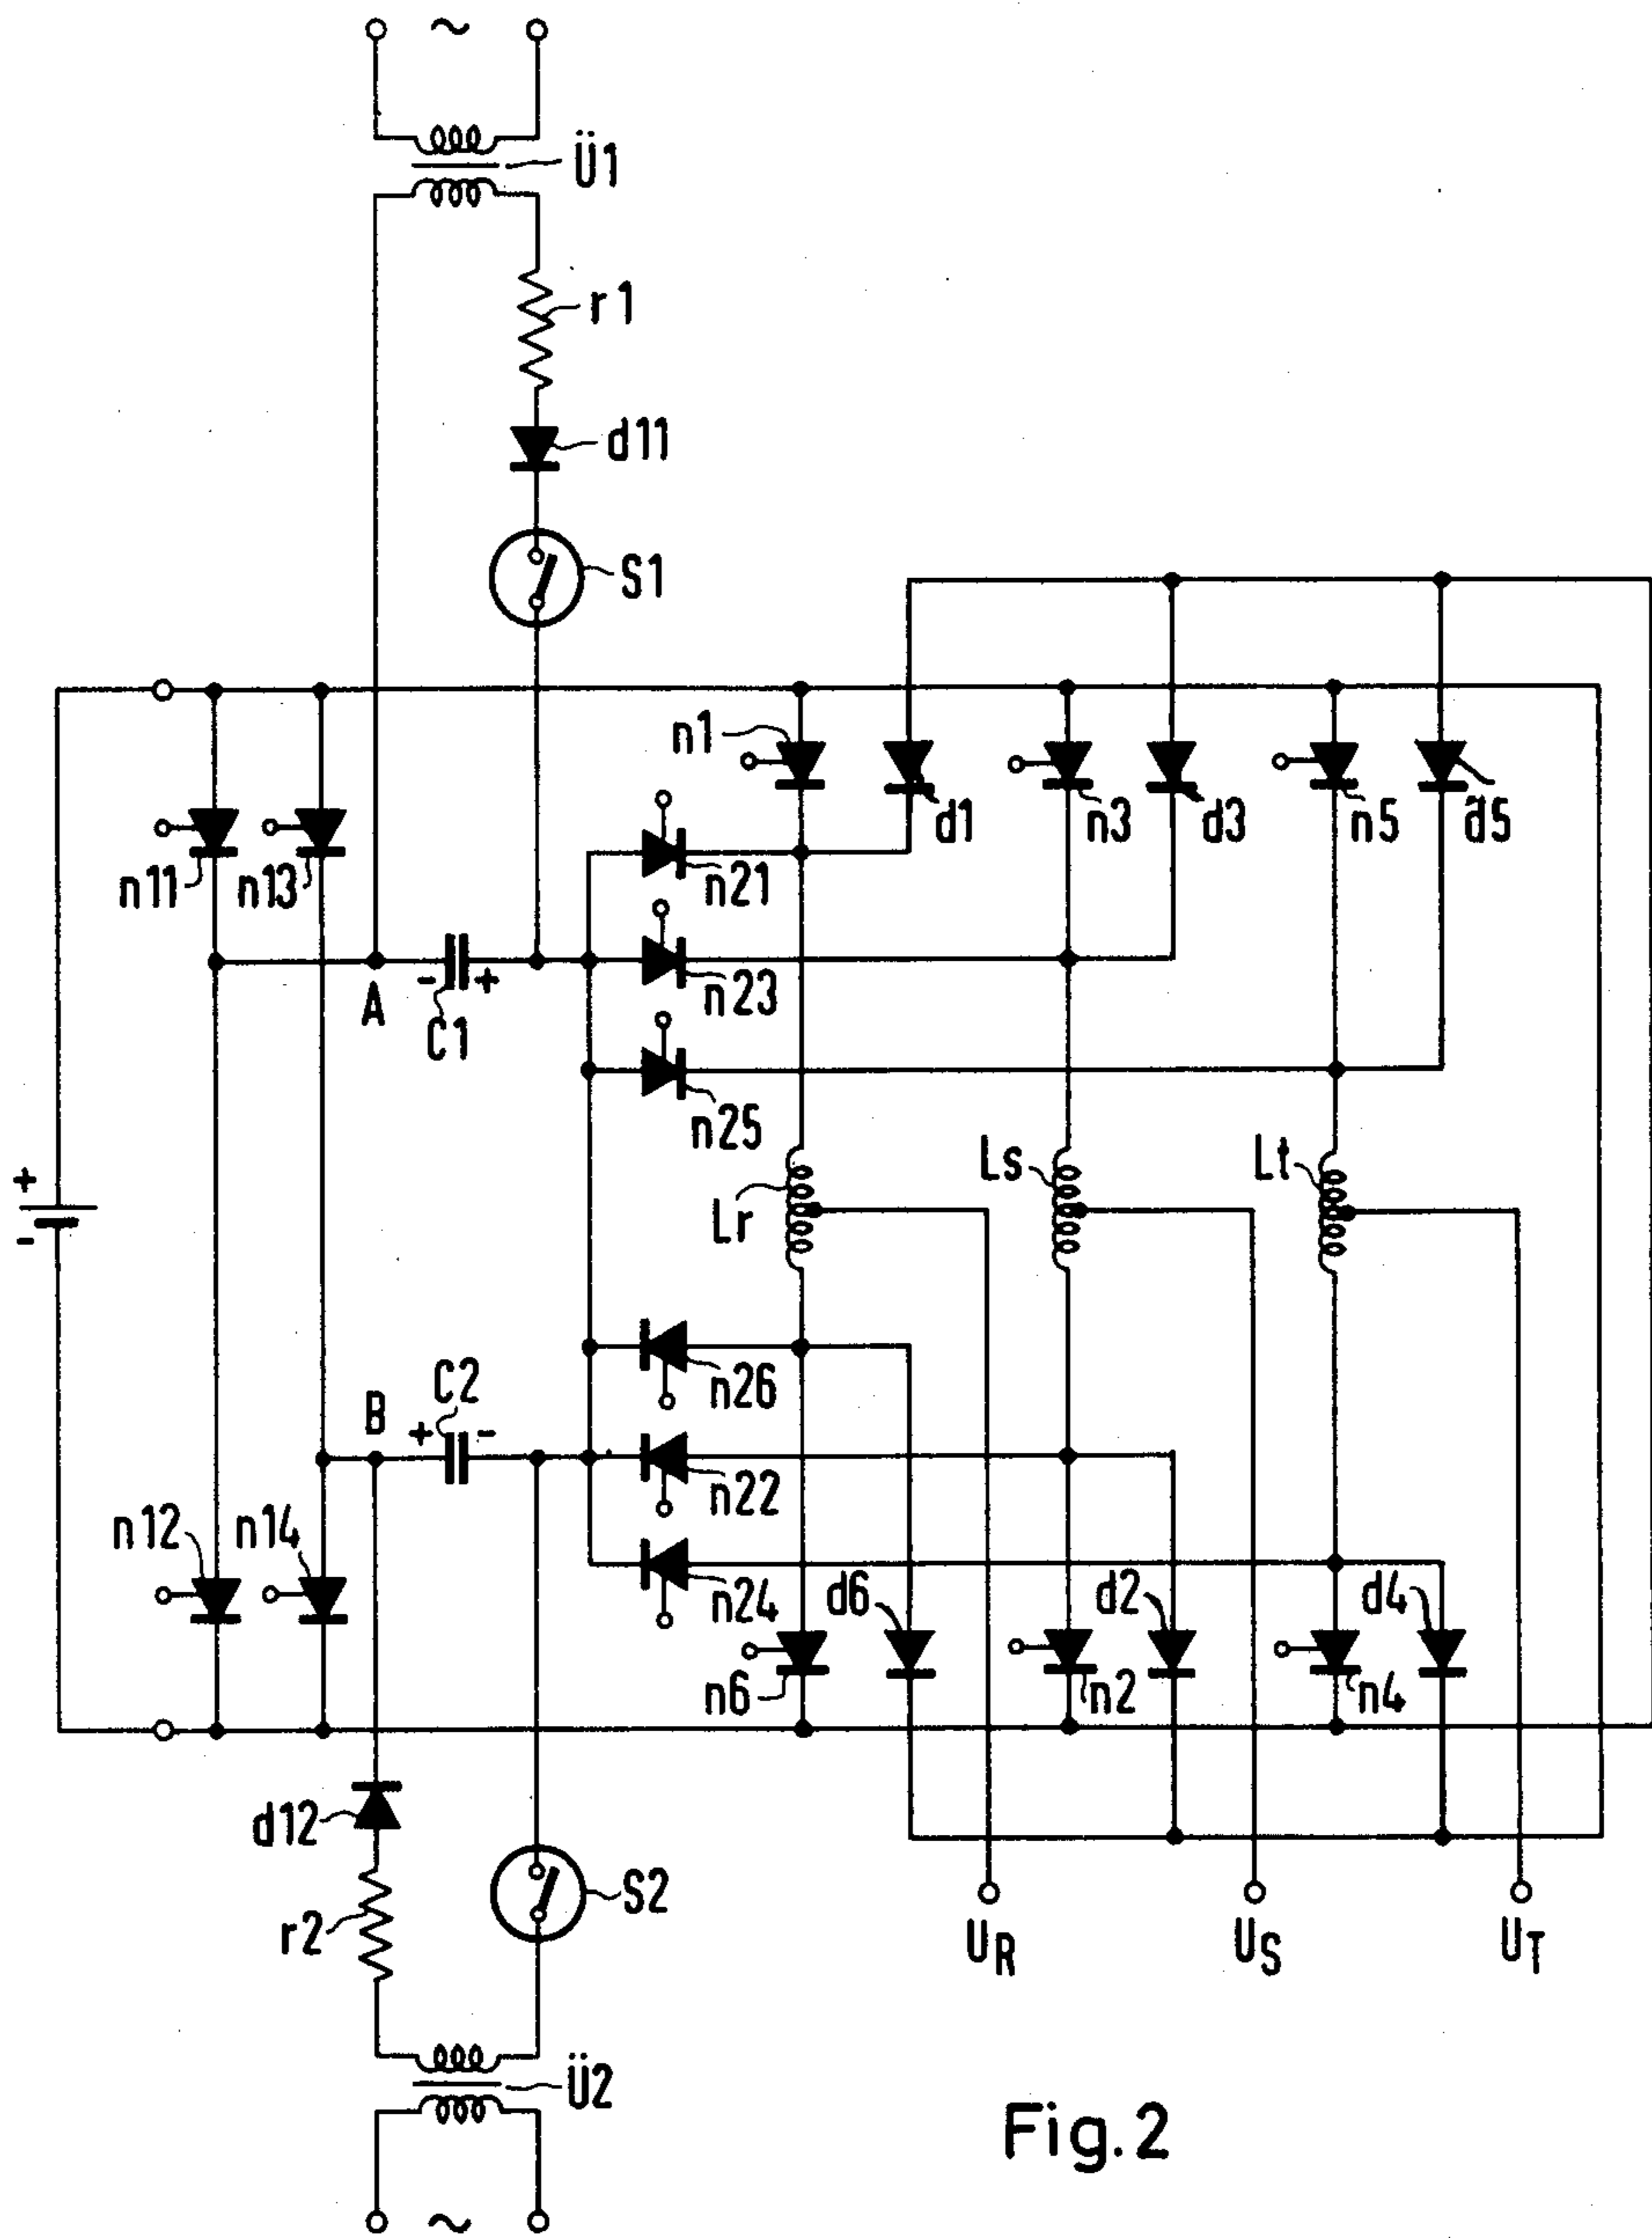 ~
Ü1
r1
d11
S1
n1
d1
n3
d3
n5
d5
n11
n13
n21
n23
n25
A
- +
C1
+
-
Lr
Ls
Lt
n26
n22
n24
C2
B
+ -
n12
n14
d6
d2
d4
n6
n2
n4
d12
r2
S2
UR
US
UT
Ü2
~
Fig.2